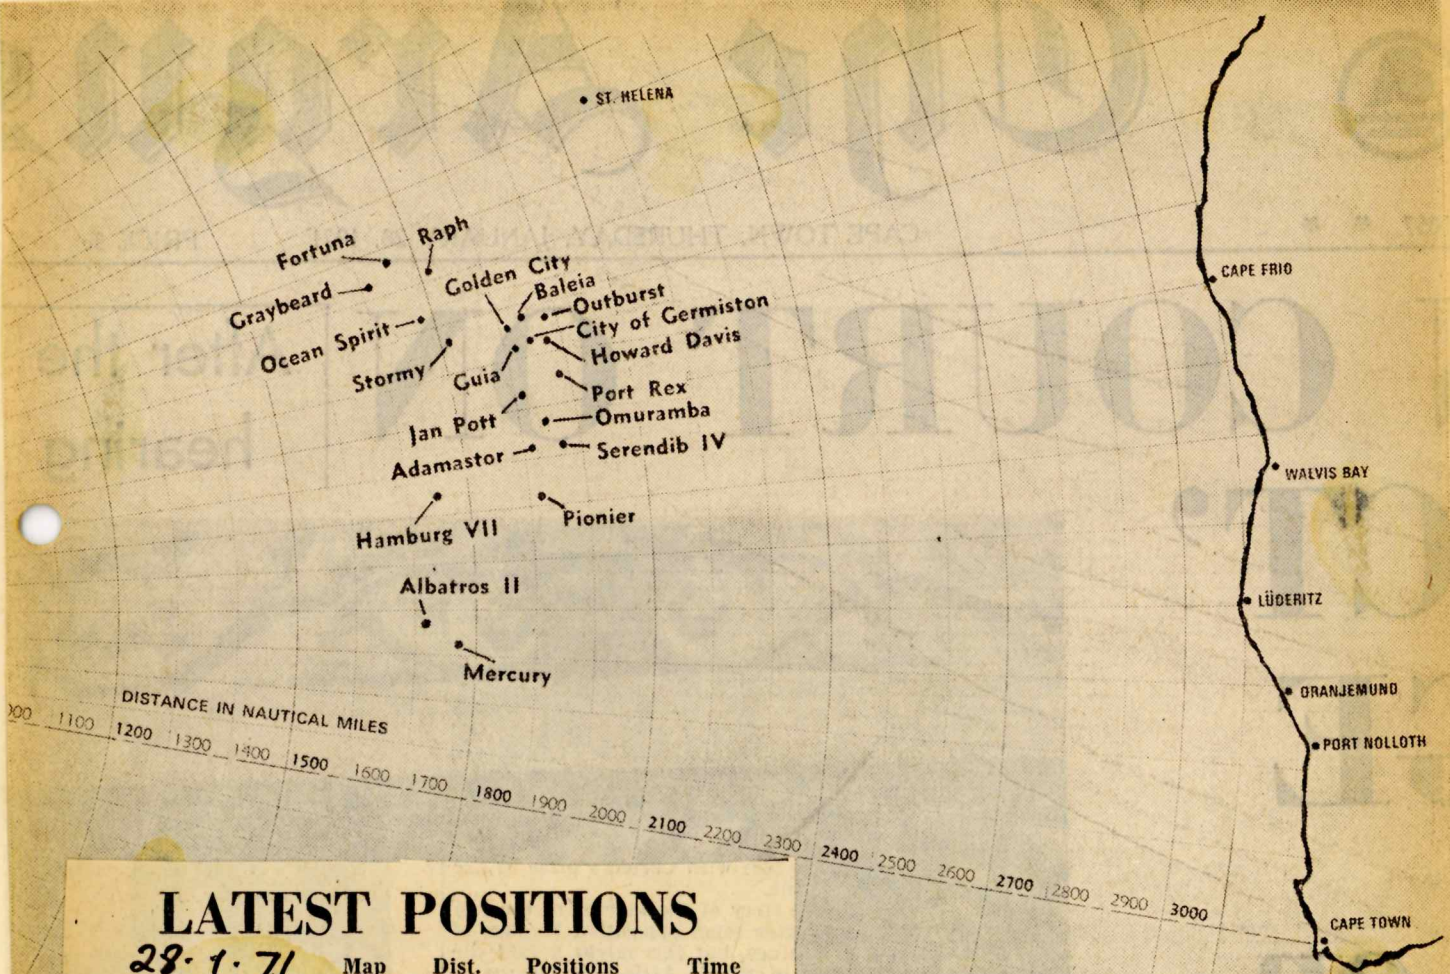 ST. HELENA
Raph
Fortuna
Golden City
CAPE FRIO
Baleia
Graybeard
Outburst
City of Germiston
Ocean Spirit
Howard Davis
Stormy
Guia
Port Rex
Omuramba
Jan Pott
Serendib IV
Adamastor
WALVIS BAY
Pionier
Hamburg VII
Albatros II
LÜDERITZ
Mercury
ORANJEMUND
PORT NOLLOTH
DISTANCE IN NAUTICAL MILES
1100 1200 1300 1400 1500 1600 1700 1800 1900 2000 2100 2200 2300 2400 2500 2600 2700 2800 2900 3000
CAPE TOWN
LATEST POSITIONS
28.1.71 Map Dist. Positions Time